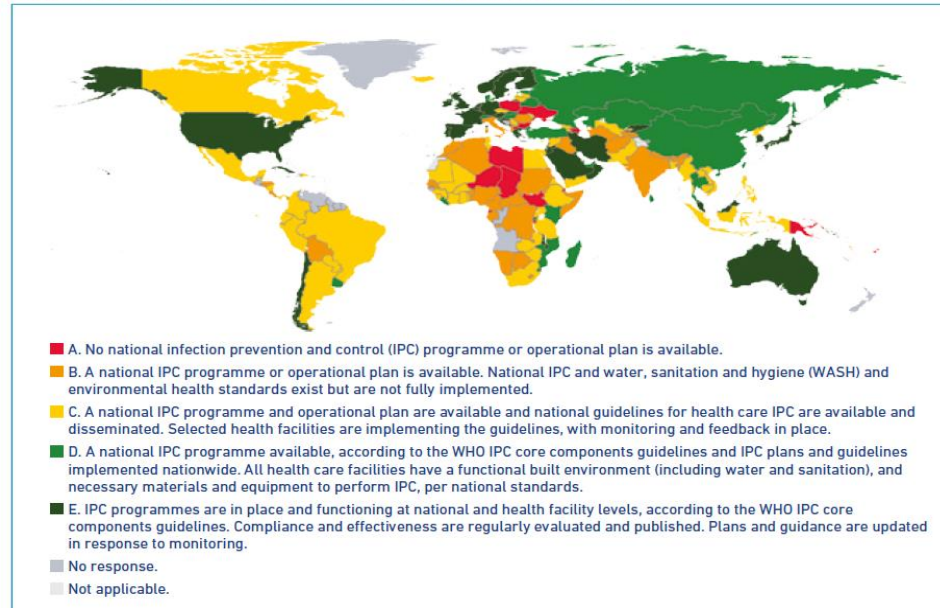 A. No national infection prevention and control (IPC) programme or operational plan is available.
B. A national IPC programme or operational plan is available. National IPC and water, sanitation and hygiene (WASH) and
environmental health standards exist but are not fully implemented.
C. A national IPC programme and operational plan are available and national guidelines for health care IPC are available and
disseminated. Selected health facilities are implementing the guidelines, with monitoring and feedback in place.
D. A national IPC programme available, according to the WHO IPC core components guidelines and IPC plans and guidelines
implemented nationwide. All health care facilities have a functional built environment (including water and sanitation), and
necessary materials and equipment to perform IPC, per national standards.
E. IPC programmes are in place and functioning at national and health facility levels, according to the WHO IPC core
components guidelines. Compliance and effectiveness are regularly evaluated and published. Plans and guidance are updated
in response to monitoring.
No response.
Not applicable.